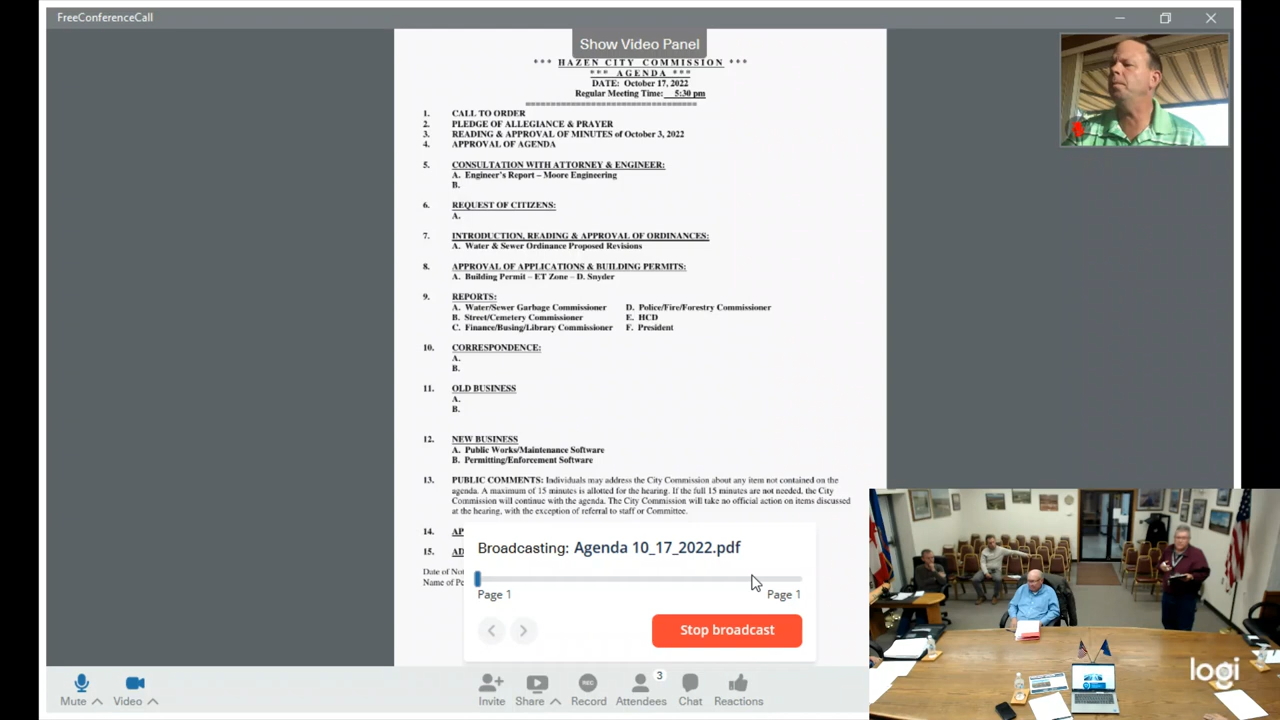 FreeConferenceCall
Show Video Panel
*** HAZEN CITY COMMISSION ***
*** AGENDA ***
DATE: October 17, 2022
Regular Meeting Time: 5:30 pm
1. CALL TO ORDER
2. PLEDGE OF ALLEGIANCE & PRAYER
3. READING & APPROVAL OF MINUTES of October 3, 2022
4. APPROVAL OF AGENDA
5. CONSULTATION WITH ATTORNEY & ENGINEER:
A. Engineer's Report – Moore Engineering
B.
6. REQUEST OF CITIZENS:
A.
7. INTRODUCTION, READING & APPROVAL OF ORDINANCES:
A. Water & Sewer Ordinance Proposed Revisions
8. APPROVAL OF APPLICATIONS & BUILDING PERMITS:
A. Building Permit – ET Zone – D. Snyder
9. REPORTS:
A. Water/Sewer Garbage Commissioner D. Police/Fire/Forestry Commissioner
B. Street/Cemetery Commissioner E. HCD
C. Finance/Busing/Library Commissioner F. President
10. CORRESPONDENCE:
A.
B.
11. OLD BUSINESS
A.
B.
12. NEW BUSINESS
A. Public Works/Maintenance Software
B. Permitting/Enforcement Software
13. PUBLIC COMMENTS: Individuals may address the City Commission about any item not contained on the
agenda. A maximum of 15 minutes is allotted for the hearing. If the full 15 minutes are not needed, the City
Commission will continue with the agenda. The City Commission will take no official action on items discussed
at the hearing, with the exception of referral to staff or Committee.
14. AP
15. AD
Date of Not
Name of Pe
Broadcasting: Agenda 10_17_2022.pdf
Page 1 Page 1
Stop broadcast
Mute Video Invite Share Record Attendees 3 Chat Reactions
REC
logi